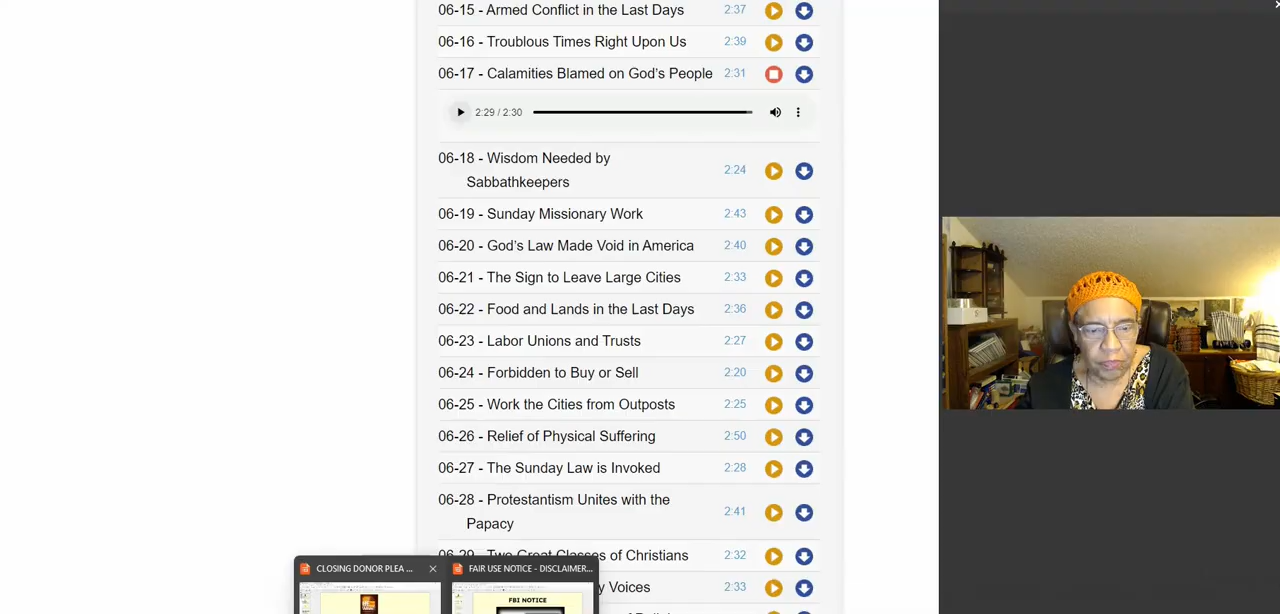 06-15 - Armed Conflict in the Last Days 2:37
06-16 - Troublous Times Right Upon Us 2:39
06-17 - Calamities Blamed on God's People 2:31
2:29 / 2:30
06-18 - Wisdom Needed by
Sabbathkeepers 2:24
06-19 - Sunday Missionary Work 2:43
06-20 - God's Law Made Void in America 2:40
06-21 - The Sign to Leave Large Cities 2:33
06-22 - Food and Lands in the Last Days 2:36
06-23 - Labor Unions and Trusts 2:27
06-24 - Forbidden to Buy or Sell 2:20
06-25 - Work the Cities from Outposts 2:25
06-26 - Relief of Physical Suffering 2:50
06-27 - The Sunday Law is Invoked 2:28
06-28 - Protestantism Unites with the
Papacy 2:41
06-29 - Two Great Classes of Christians 2:32
Voices 2:33
CLOSING DONOR PLEA ... FAIR USE NOTICE - DISCLAIMER...
FBI NOTICE